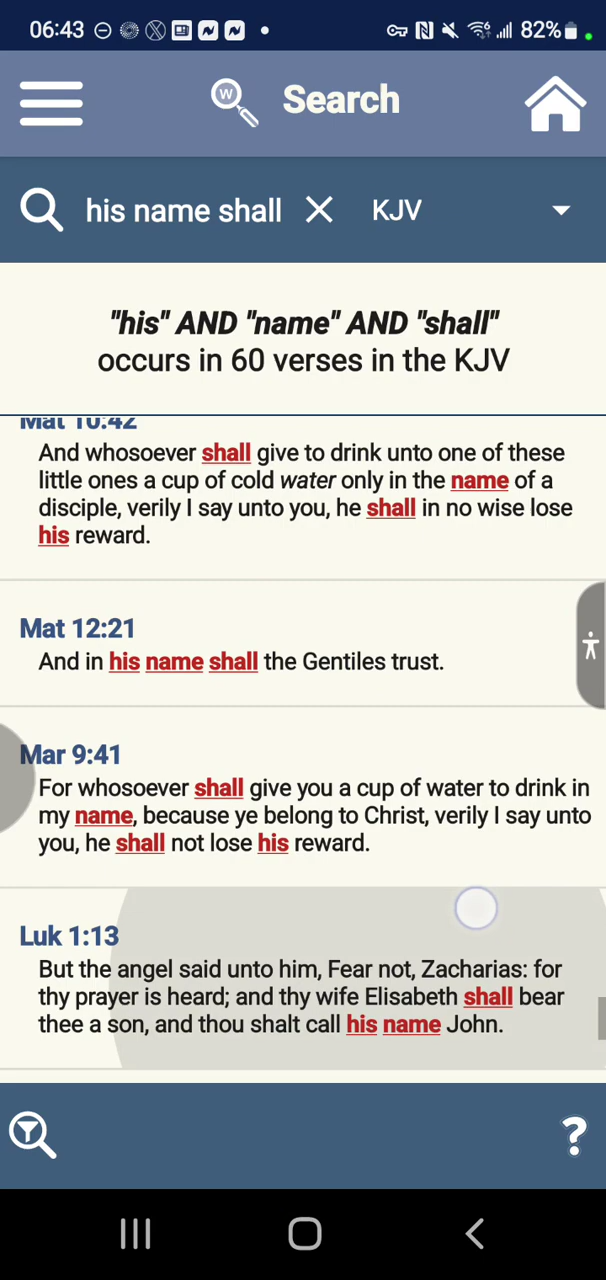 06:43
82%
W
Search
his name shall
KJV
"his" AND "name" AND "shall"
occurs in 60 verses in the KJV
Mat 10:42
And whosoever shall give to drink unto one of these
little ones a cup of cold water only in the name of a
disciple, verily I say unto you, he shall in no wise lose
his reward.
Mat 12:21
And in his name shall the Gentiles trust.
Mar 9:41
For whosoever shall give you a cup of water to drink in
my name, because ye belong to Christ, verily I say unto
you, he shall not lose his reward.
Luk 1:13
But the angel said unto him, Fear not, Zacharias: for
thy prayer is heard; and thy wife Elisabeth shall bear
thee a son, and thou shalt call his name John.
?